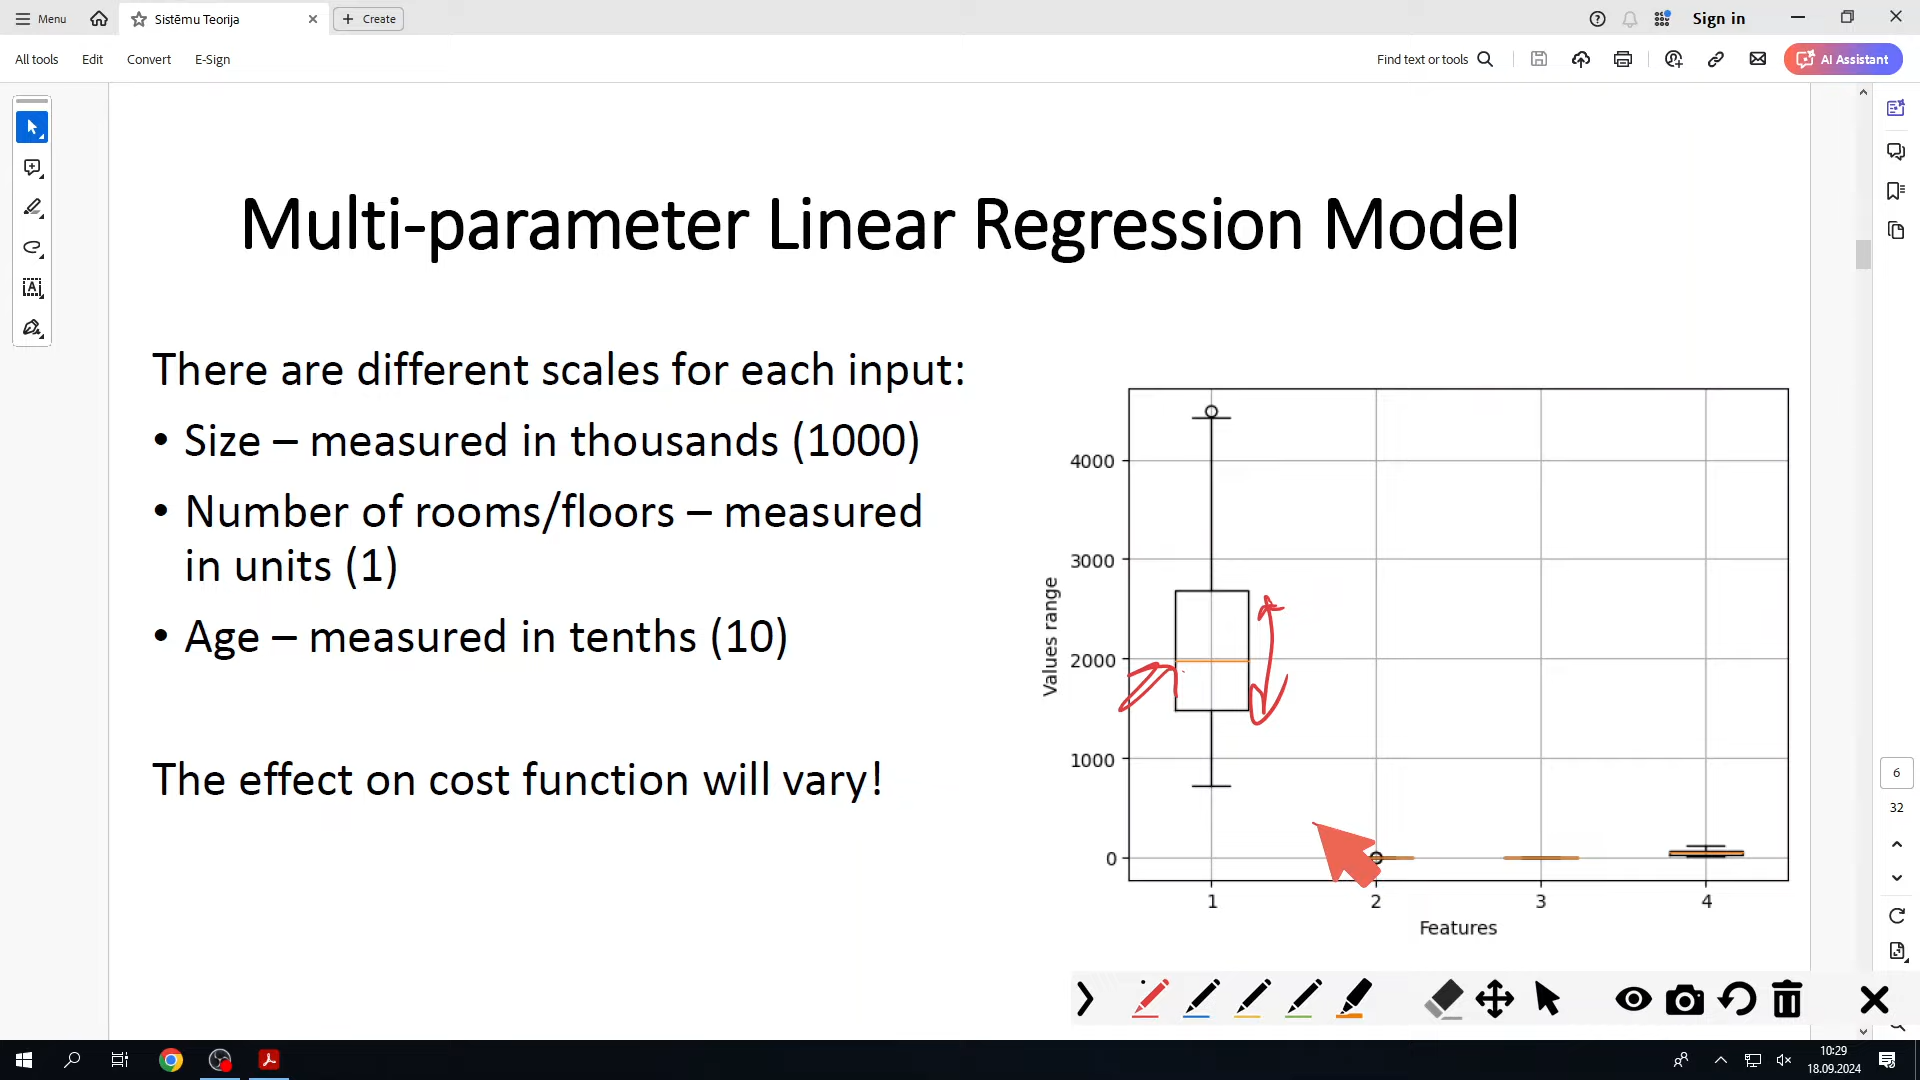 Menu
Sistēmu Teorija
Create
Sign in
All tools
Edit
Convert
E-Sign
Find text or tools
AI Assistant
Multi-parameter Linear Regression Model
There are different scales for each input:
• Size – measured in thousands (1000)
• Number of rooms/floors – measured
in units (1)
• Age – measured in tenths (10)
The effect on cost function will vary!
Values range
4000
3000
2000
1000
0
1
2
3
4
Features
6
32
10:29
18.09.2024